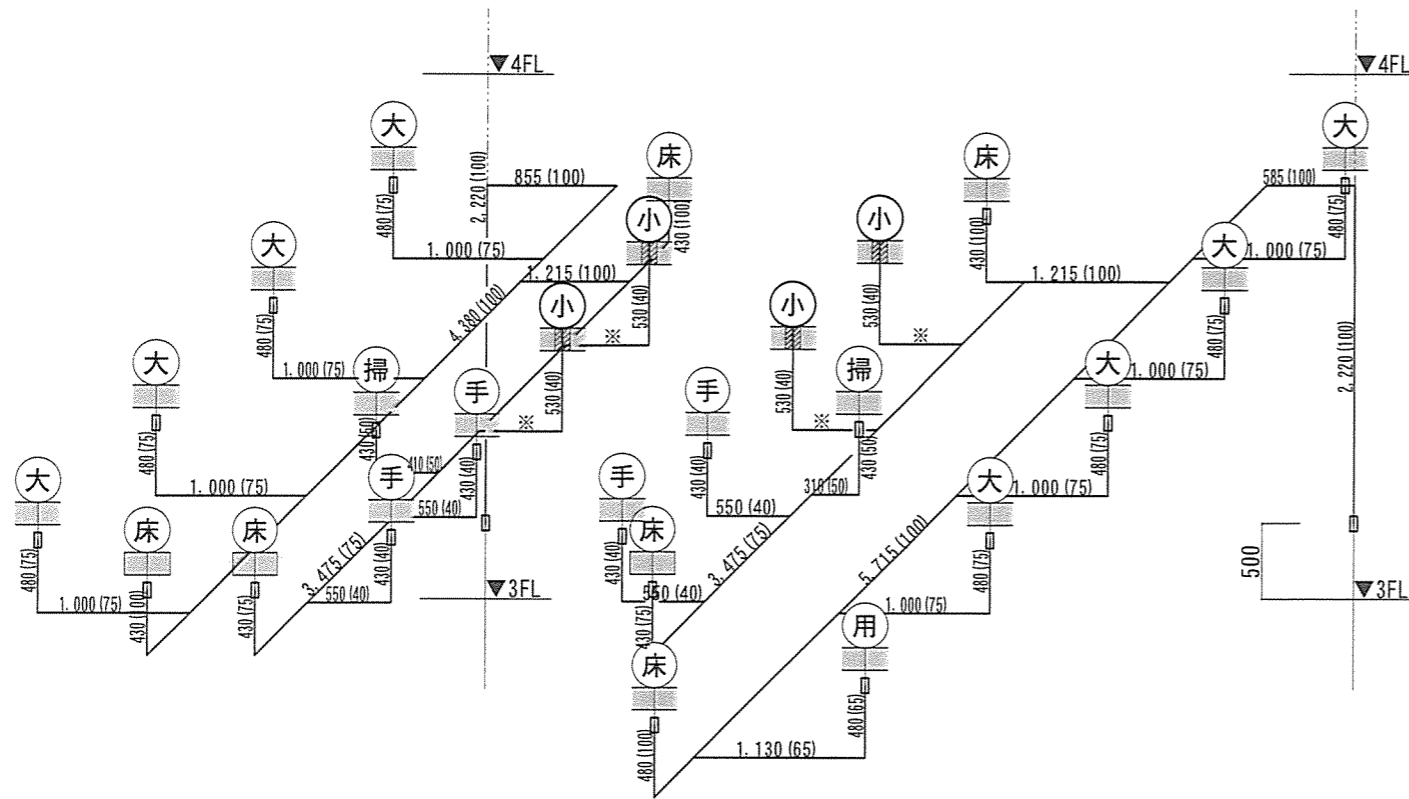 ▼4FL
大
床
2,220(100)
855(100)
480(75)
1.000(75)
小
430(100)
大
1.215(100)
480(75)
4,380(100)
530(40)
小
※
1.000(75)
掃
大
530(40)
手
※
480(75)
430(50)
410(50)
430(40)
手
550(40)
1.000(75)
大
床
床
3,475(75)
430(40)
550(40)
▼3FL
480(75)
1.000(75)
430(100)
430(75)
▼4FL
大
床
585(100)
480(75)
小
430(100)
大
1.000(75)
1.215(100)
530(40)
480(75)
小
※
2,220(100)
大
1.000(75)
掃
手
530(40)
※
480(75)
430(50)
430(40)
316(50)
大
1.000(75)
手
550(40)
床
3,475(75)
5,715(100)
480(75)
500
430(40)
550(40)
▼3FL
430(75)
1.000(75)
用
床
480(65)
480(100)
1.130(65)